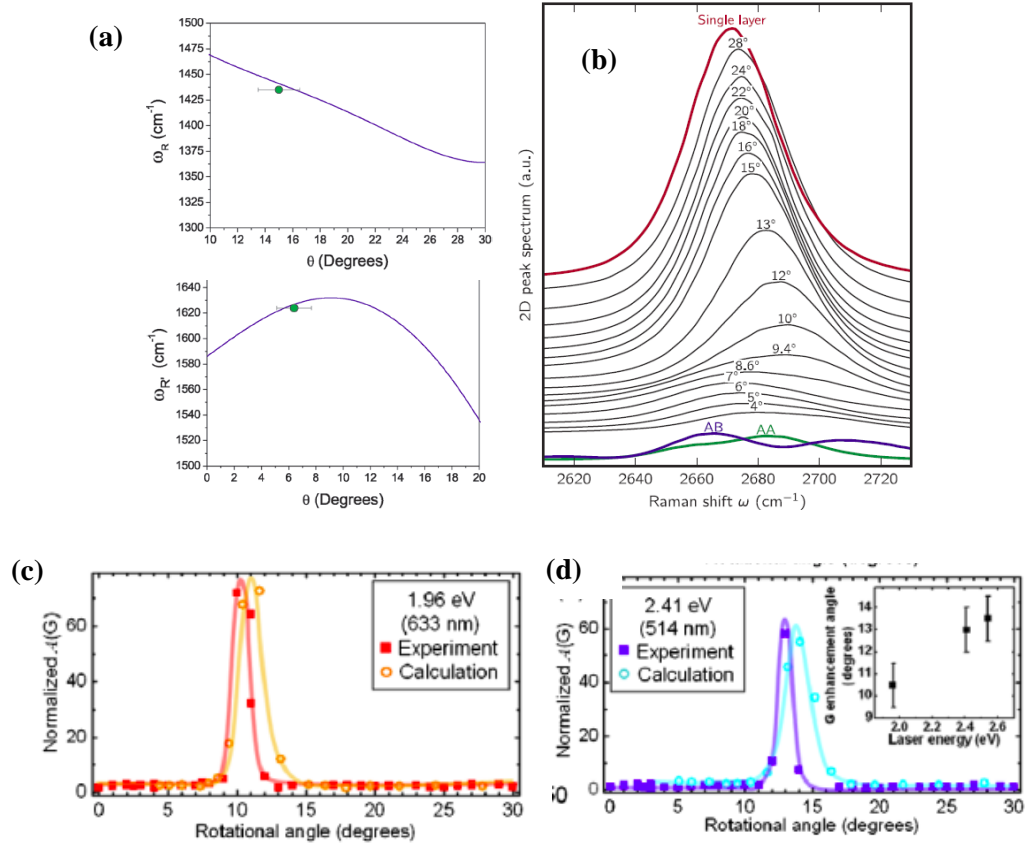 (a)
1500
1475
1450
1425
1400
1375
1350
1325
1300
ωR (cm-1)
10 12 14 16 18 20 22 24 26 28 30
θ (Degrees)
1640
1620
1600
1580
1560
1540
1520
1500
ωR' (cm-1)
0 2 4 6 8 10 12 14 16 18 20
θ (Degrees)
(b)
Single layer
28°
24°
22°
20°
18°
16°
15°
13°
12°
10°
9.4°
8.6°
7°
6°
5°
4°
AB
AA
2D peak spectrum (a.u.)
2620 2640 2660 2680 2700 2720
Raman shift ω (cm−1)
(c)
80
60
40
20
0
Normalized A(G)
1.96 eV
(633 nm)
Experiment
Calculation
0 5 10 15 20 25 30
Rotational angle (degrees)
(d)
60
40
20
0
50
Normalized A(G)
2.41 eV
(514 nm)
Experiment
Calculation
14
13
12
11
10
9
G enhancement angle
(degrees)
2.0 2.2 2.4 2.6
Laser energy (eV)
0 5 10 15 20 25 30
Rotational angle (degrees)